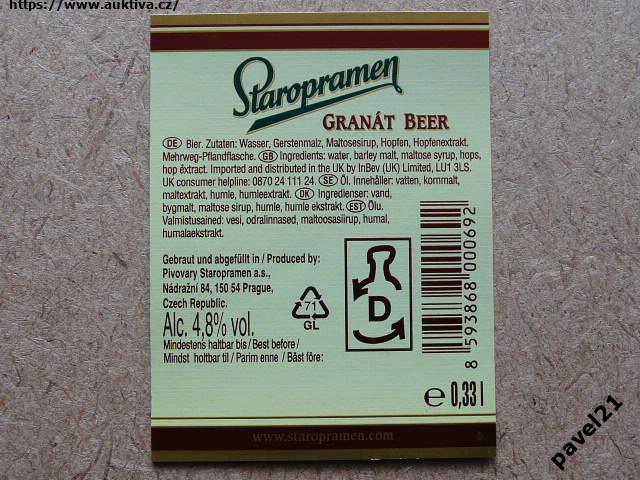 https://www.auktiva.cz/
Staropramen
GRANÁT BEER
DE Bier. Zutaten: Wasser, Gerstenmalz, Maltosesirup, Hopfen, Hopfenextrakt.
Mehrweg-Pflandflasche. GB Ingredients: water, barley malt, maltose syrup, hops,
hop extract. Imported and distributed in the UK by InBev (UK) Limited, LU1 3LS.
UK consumer helpline: 0870 24 111 24. SE Öl. Innehåller: vatten, kornmalt,
maltextrakt, humle, humleextrakt. DK Ingredienser: vand,
bygmalt, maltose sirup, humle, humle ekstrakt. EST Õlu.
Valmistusained: vesi, odralinnased, maltoosasiirup, humal,
humalaekstrakt.
Gebraut und abgefüllt in / Produced by:
Pivovary Staropramen a.s.,
Nádražní 84, 150 54 Prague,
Czech Republic.
Alc. 4,8% vol.
Mindestens haltbar bis / Best before /
Mindst holtbar til / Parim enne / Bäst före:
71
GL
D
8 593868 000692
e 0,33 l
www.staropramen.com
pavel21